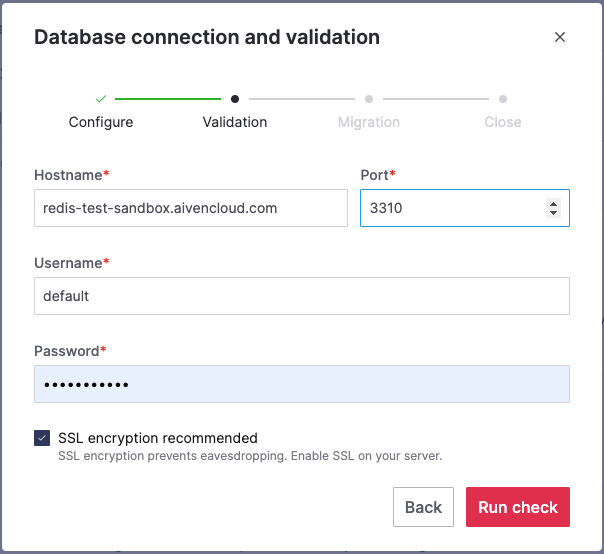 Database connection and validation
Configure Validation Migration Close
Hostname* Port*
redis-test-sandbox.aivencloud.com 3310
Username*
default
Password*
•••••••••••
SSL encryption recommended
SSL encryption prevents eavesdropping. Enable SSL on your server.
Back Run check